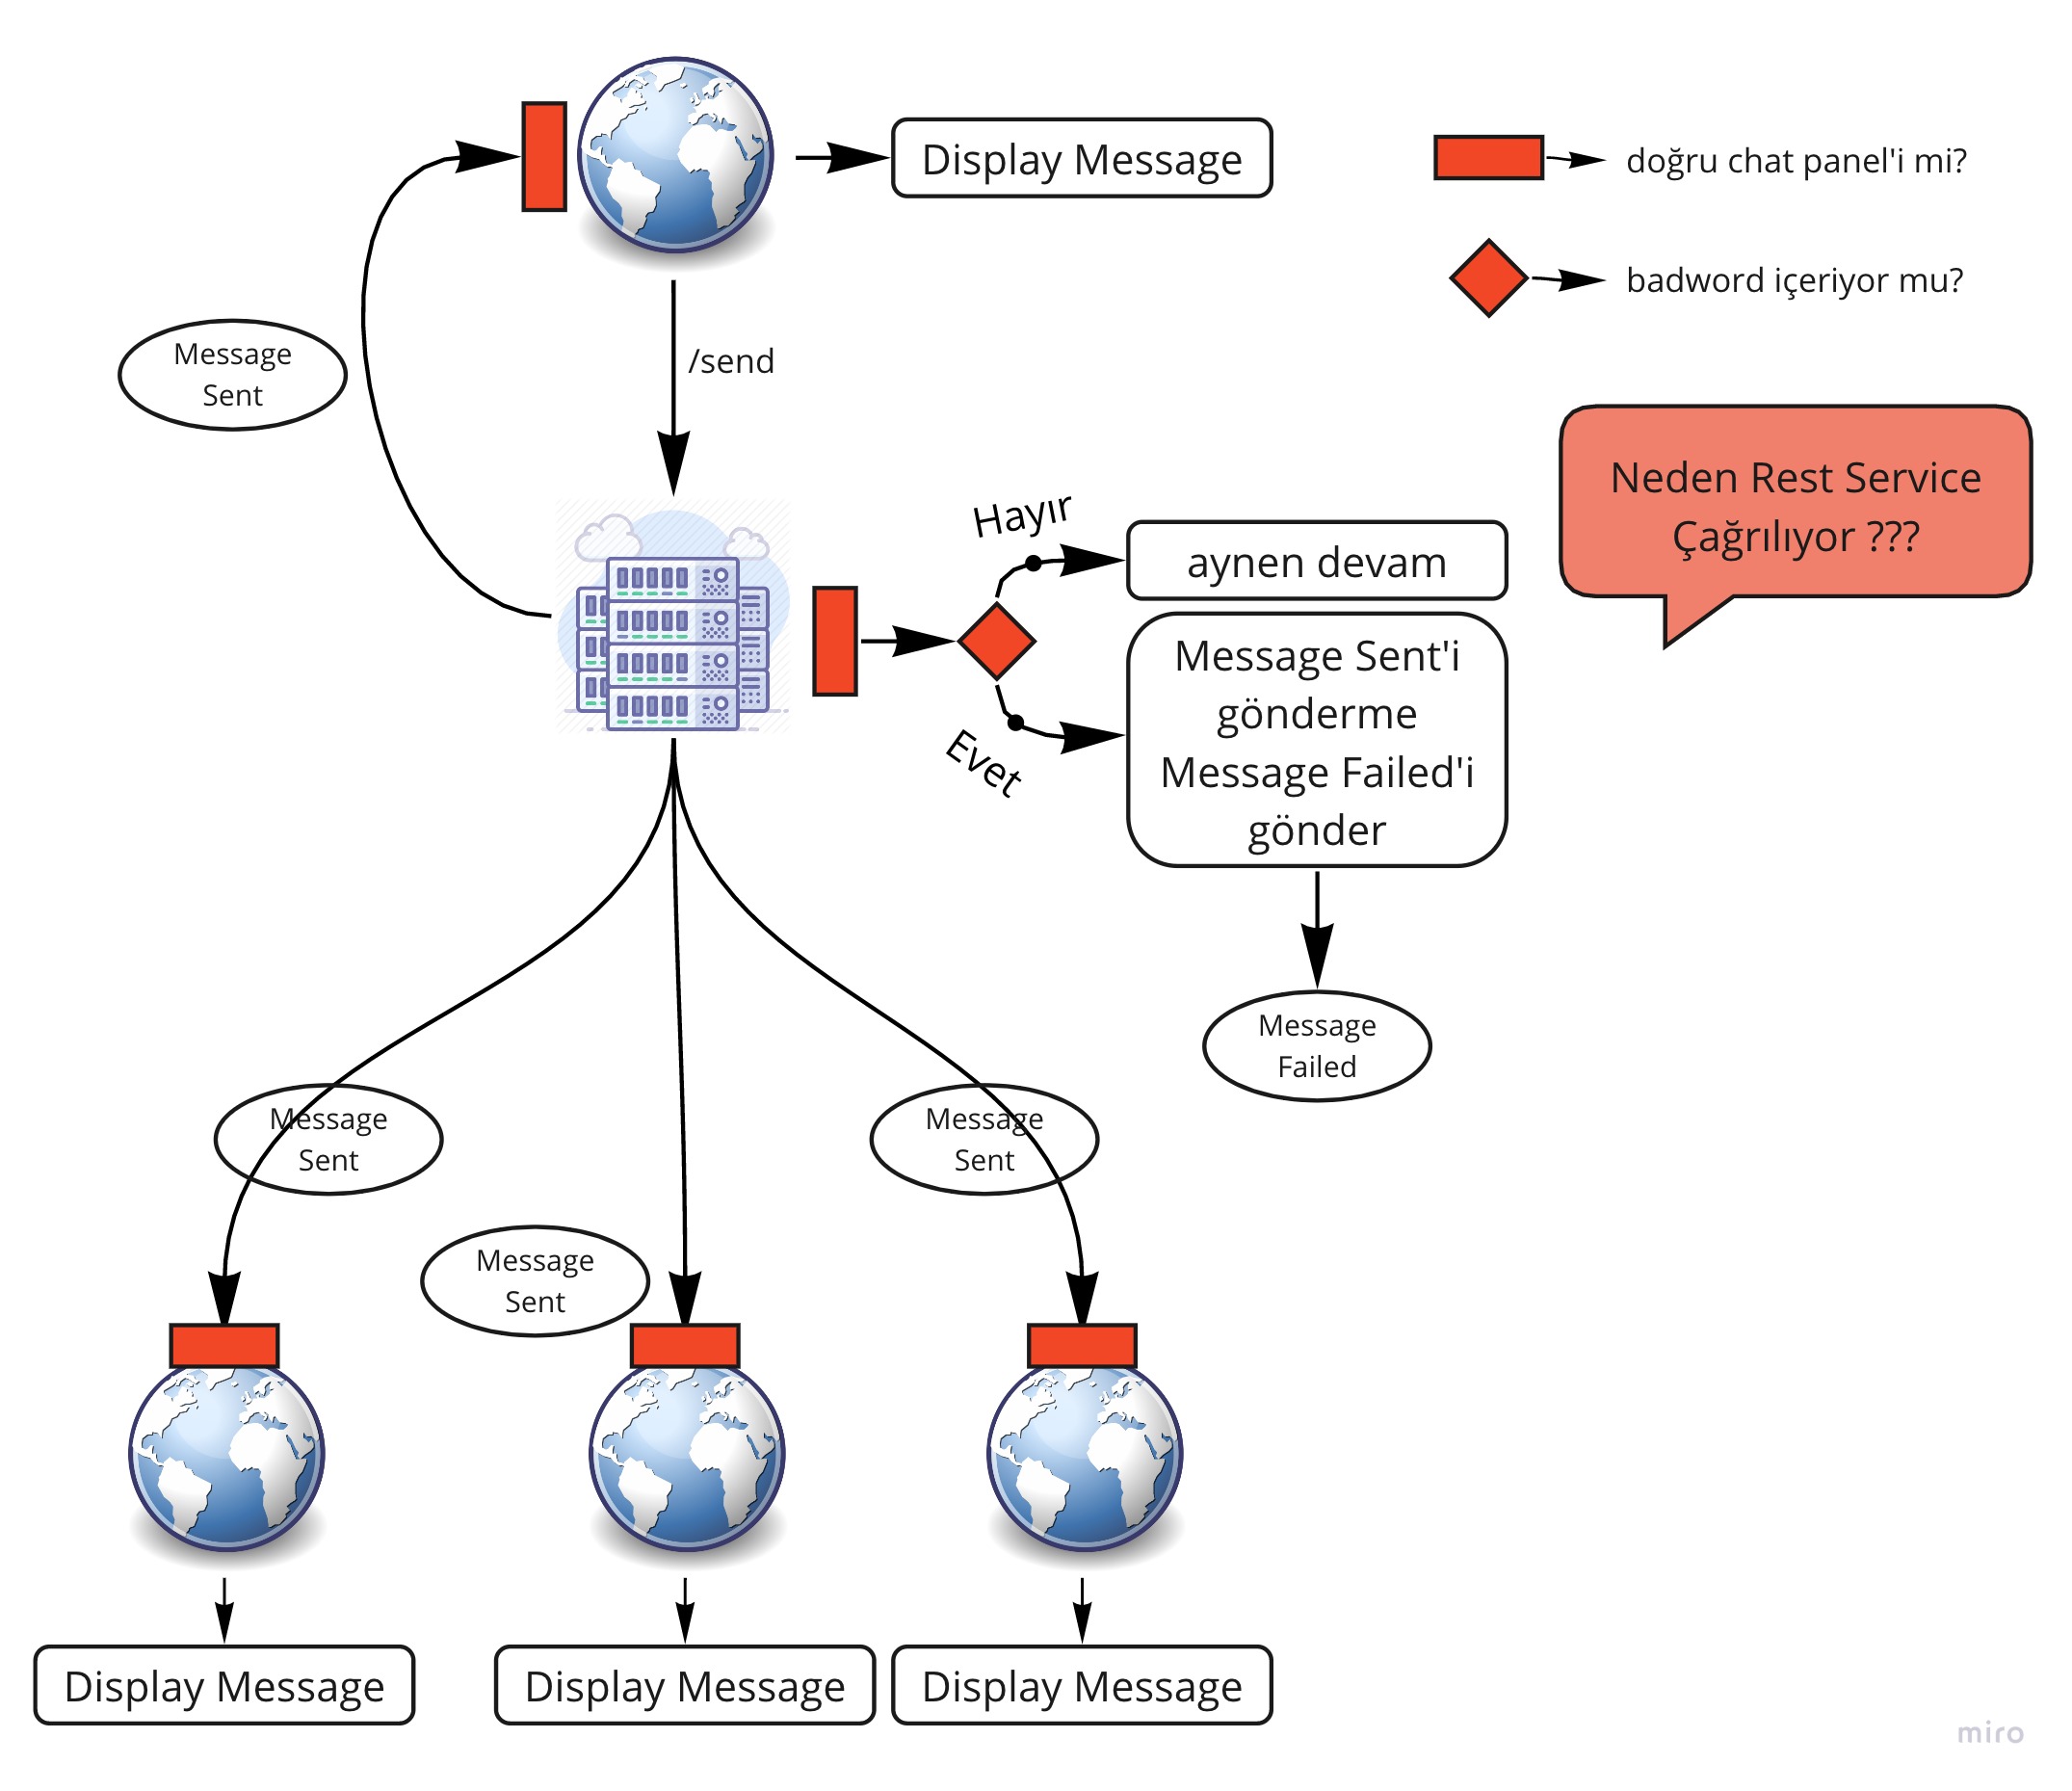 Display Message
doğru chat panel'i mi?
badword içeriyor mu?
Message
Sent
/send
Neden Rest Service
Çağrılıyor ???
Hayır
aynen devam
Message Sent'i
gönderme
Message Failed'i
gönder
Evet
Message
Failed
Message
Sent
Message
Sent
Message
Sent
Display Message
Display Message
Display Message
miro